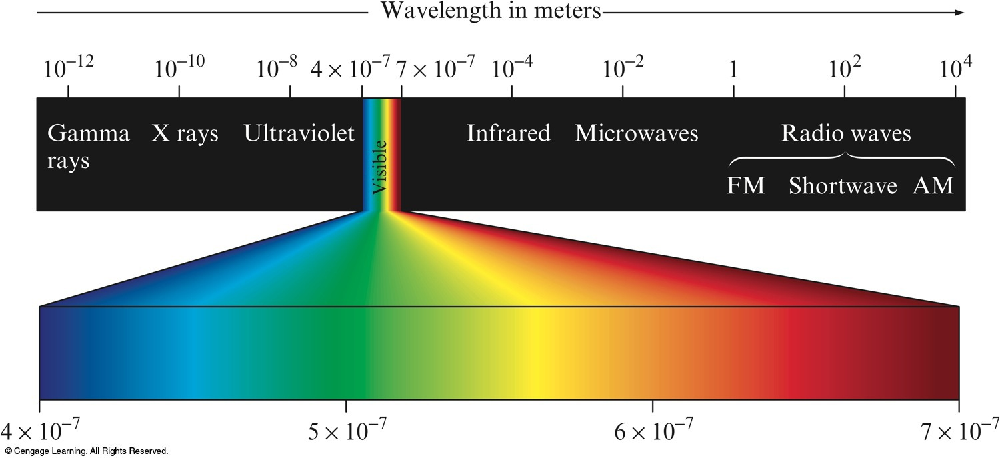 Wavelength in meters
10⁻¹² 10⁻¹⁰ 10⁻⁸ 4 × 10⁻⁷ 7 × 10⁻⁷ 10⁻⁴ 10⁻² 1 10² 10⁴
Gamma rays
X rays
Ultraviolet
Visible
Infrared
Microwaves
Radio waves
FM Shortwave AM
4 × 10⁻⁷ 5 × 10⁻⁷ 6 × 10⁻⁷ 7 × 10⁻⁷
© Cengage Learning. All Rights Reserved.